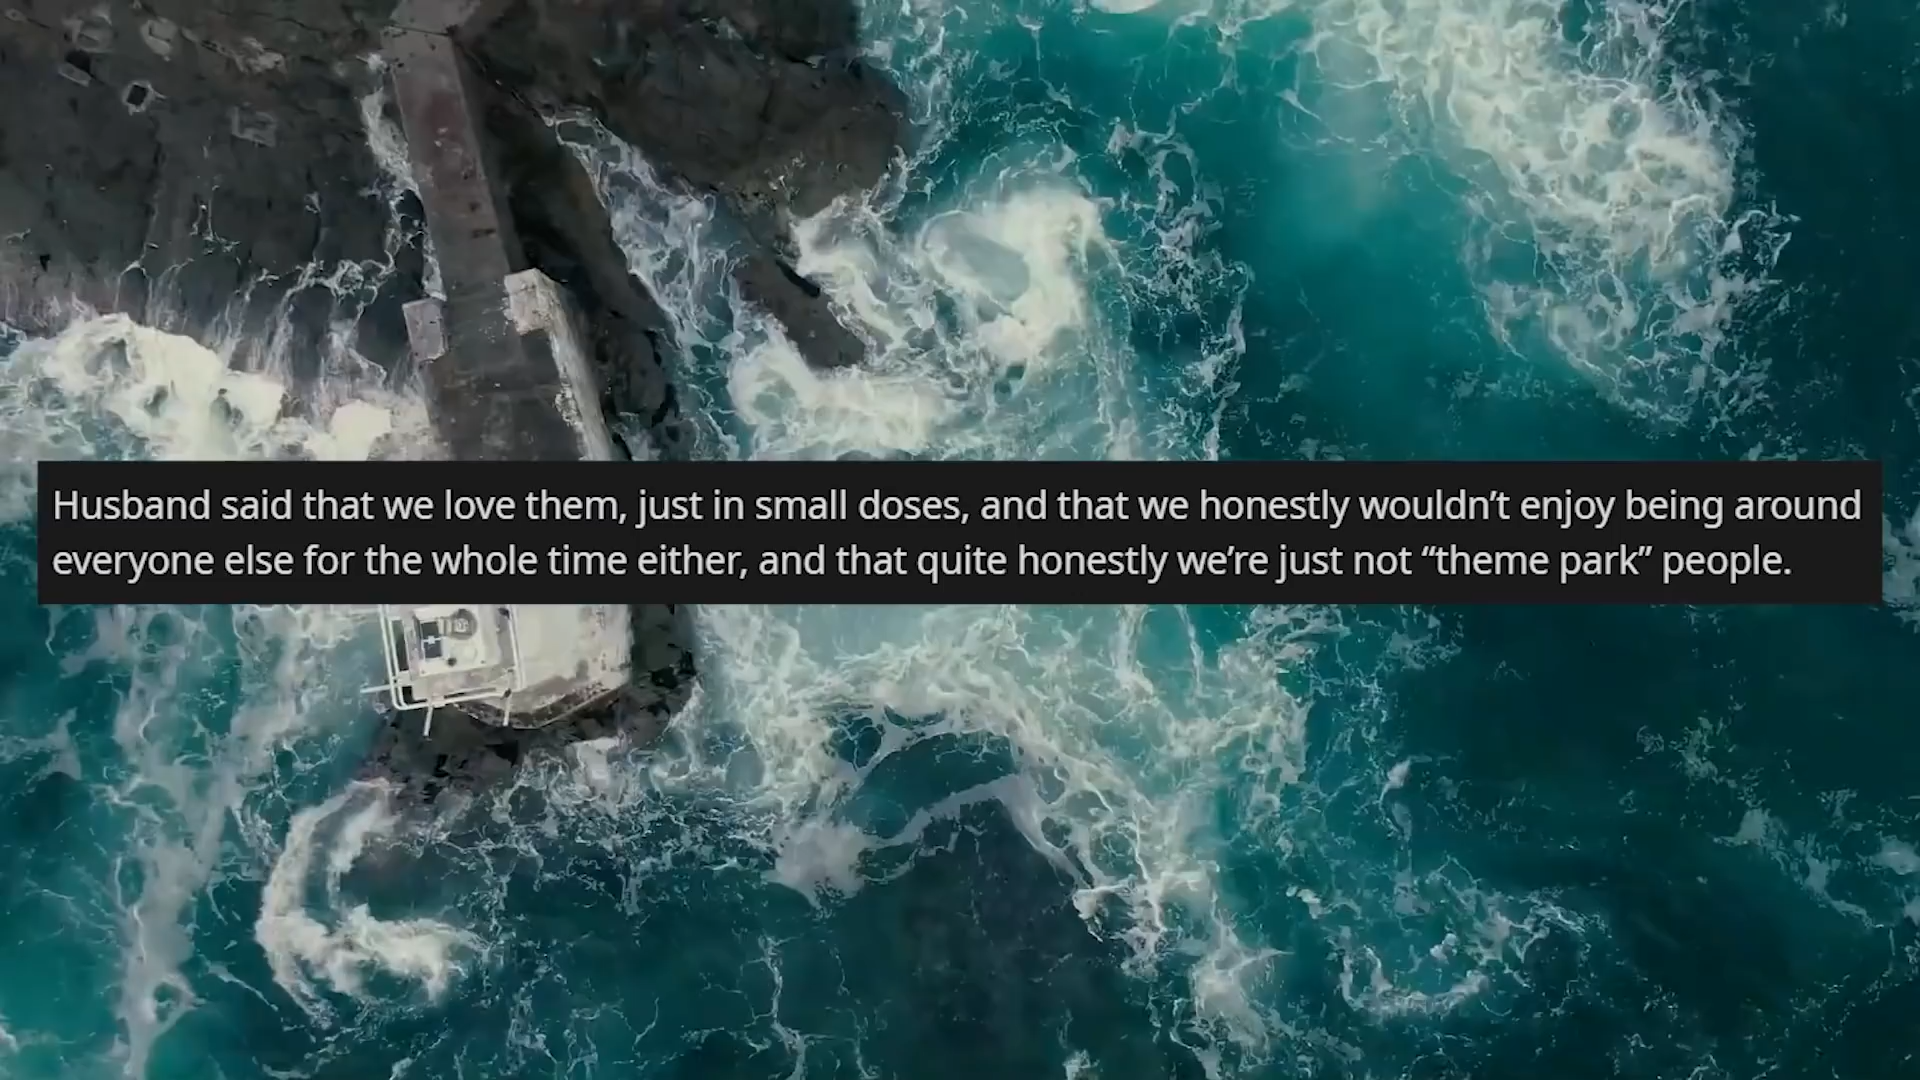 Husband said that we love them, just in small doses, and that we honestly wouldn’t enjoy being around
everyone else for the whole time either, and that quite honestly we’re just not “theme park” people.